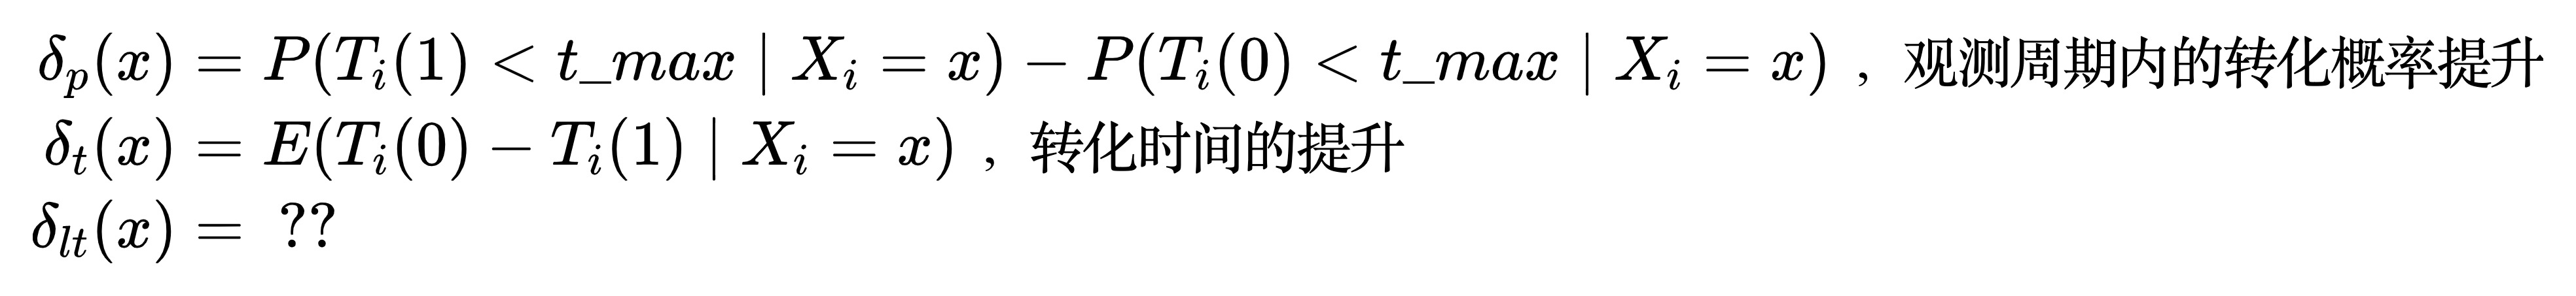 δ_p(x) = P(T_i(1) < t_max | X_i = x) − P(T_i(0) < t_max | X_i = x) ，观测周期内的转化概率提升
δ_t(x) = E(T_i(0) − T_i(1) | X_i = x) ，转化时间的提升
δ_lt(x) = ??